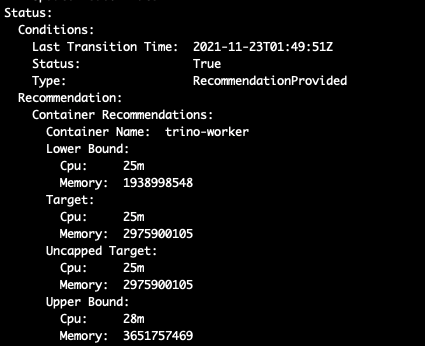 Status:
Conditions:
Last Transition Time: 2021-11-23T01:49:51Z
Status: True
Type: RecommendationProvided
Recommendation:
Container Recommendations:
Container Name: trino-worker
Lower Bound:
Cpu: 25m
Memory: 1938998548
Target:
Cpu: 25m
Memory: 2975900105
Uncapped Target:
Cpu: 25m
Memory: 2975900105
Upper Bound:
Cpu: 28m
Memory: 3651757469